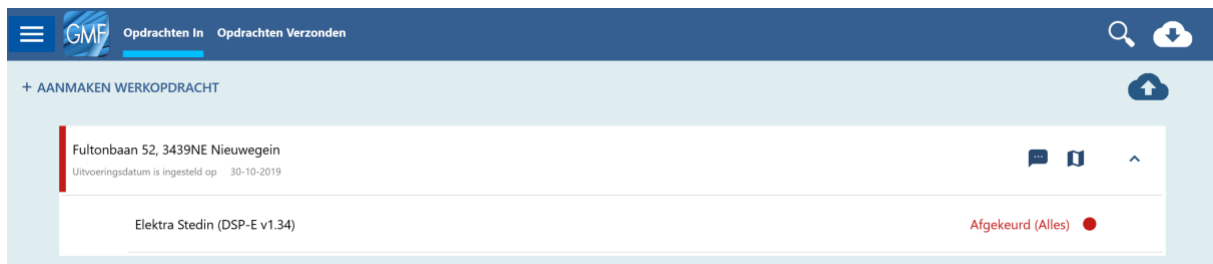 GMF Opdrachten In Opdrachten Verzonden
+ AANMAKEN WERKOPDRACHT
Fultonbaan 52, 3439NE Nieuwegein
Uitvoeringsdatum is ingesteld op 30-10-2019
Elektra Stedin (DSP-E v1.34) Afgekeurd (Alles)